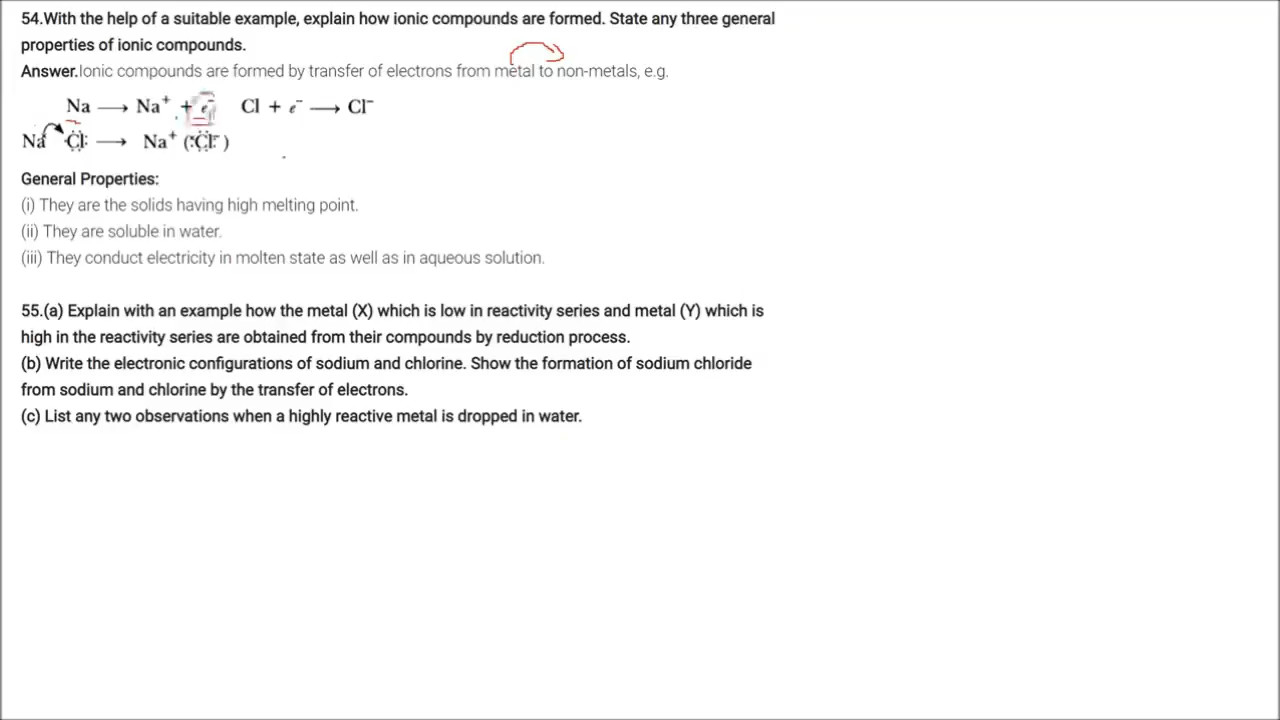 54.With the help of a suitable example, explain how ionic compounds are formed. State any three general
properties of ionic compounds.
Answer.Ionic compounds are formed by transfer of electrons from metal to non-metals, e.g.
Na ⟶ Na⁺ + e⁻ Cl + e⁻ ⟶ Cl⁻
Na Cl ⟶ Na⁺ (Cl⁻)
General Properties:
(i) They are the solids having high melting point.
(ii) They are soluble in water.
(iii) They conduct electricity in molten state as well as in aqueous solution.
55.(a) Explain with an example how the metal (X) which is low in reactivity series and metal (Y) which is
high in the reactivity series are obtained from their compounds by reduction process.
(b) Write the electronic configurations of sodium and chlorine. Show the formation of sodium chloride
from sodium and chlorine by the transfer of electrons.
(c) List any two observations when a highly reactive metal is dropped in water.